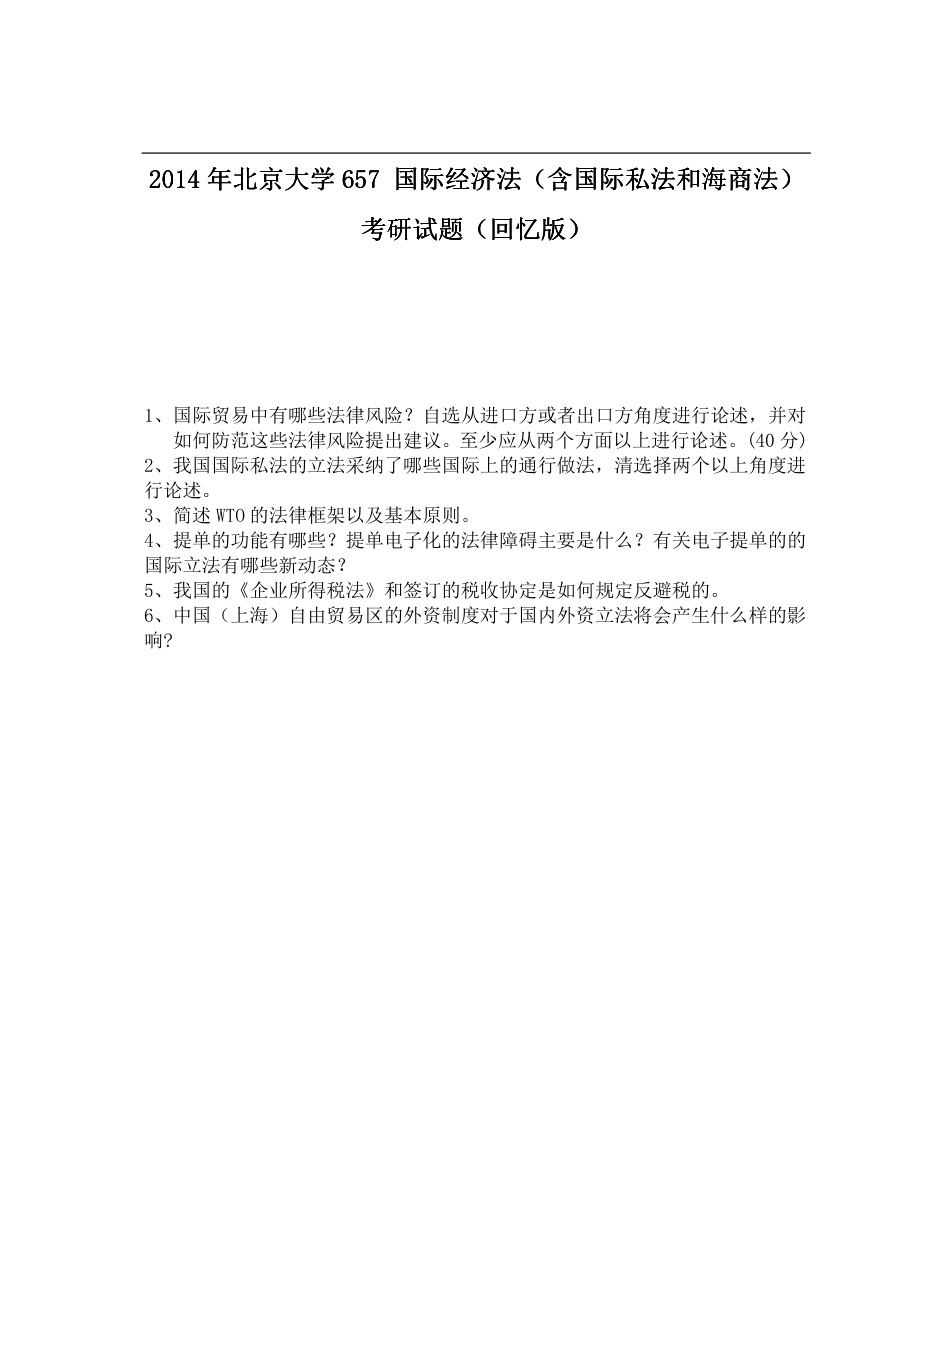 2014 年北京大学 657 国际经济法（含国际私法和海商法）
考研试题（回忆版）
1、国际贸易中有哪些法律风险？自选从进口方或者出口方角度进行论述，并对
如何防范这些法律风险提出建议。至少应从两个方面以上进行论述。(40 分)
2、我国国际私法的立法采纳了哪些国际上的通行做法，清选择两个以上角度进
行论述。
3、简述 WTO 的法律框架以及基本原则。
4、提单的功能有哪些？提单电子化的法律障碍主要是什么？有关电子提单的的
国际立法有哪些新动态？
5、我国的《企业所得税法》和签订的税收协定是如何规定反避税的。
6、中国（上海）自由贸易区的外资制度对于国内外资立法将会产生什么样的影
响?